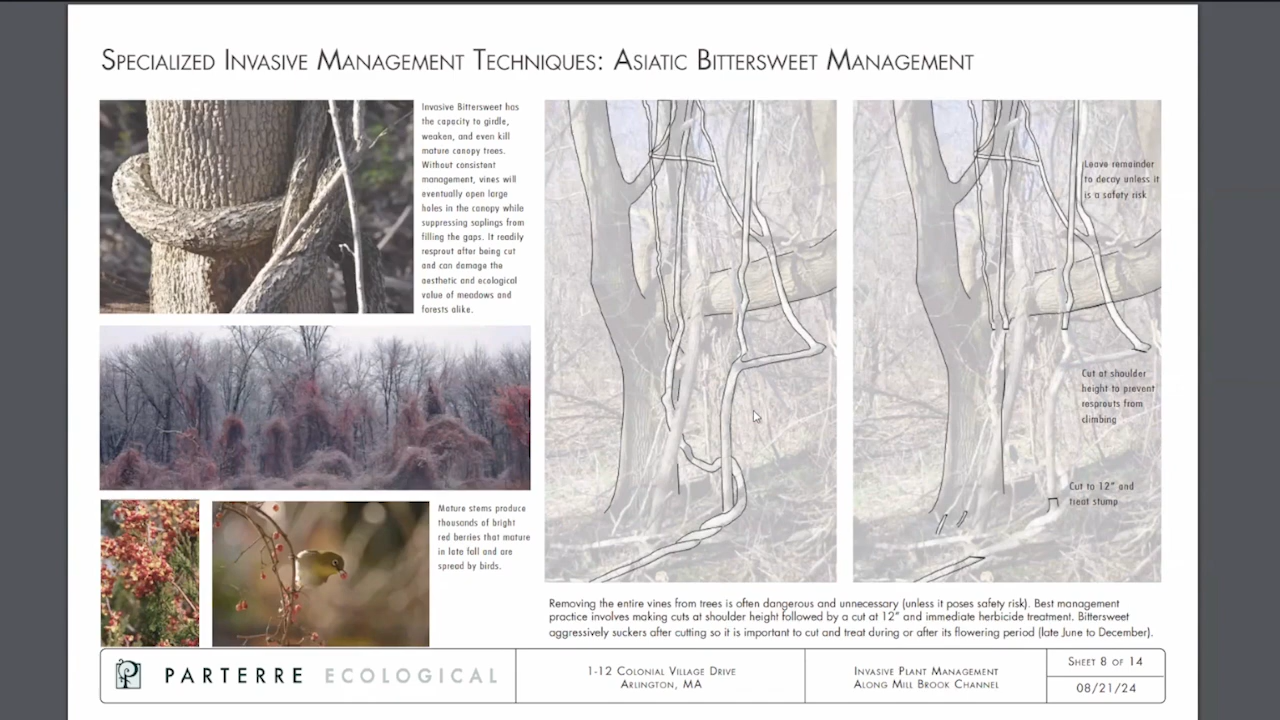 Specialized Invasive Management Techniques: Asiatic Bittersweet Management
Invasive Bittersweet has
the capacity to girdle,
weaken, and even kill
mature canopy trees.
Without consistent
management, vines will
eventually open large
holes in the canopy while
suppressing saplings from
filling the gaps. It readily
resprout after being cut
and can damage the
aesthetic and ecological
value of meadows and
forests alike.
Mature stems produce
thousands of bright
red berries that mature
in late fall and are
spread by birds.
Leave remainder
to decay unless it
is a safety risk
Cut at shoulder
height to prevent
resprouts from
climbing
Cut to 12" and
treat stump
Removing the entire vines from trees is often dangerous and unnecessary (unless it poses safety risk). Best management
practice involves making cuts at shoulder height followed by a cut at 12" and immediate herbicide treatment. Bittersweet
aggressively suckers after cutting so it is important to cut and treat during or after its flowering period (late June to December).
PARTERRE ECOLOGICAL
1-12 Colonial Village Drive
Arlington, MA
Invasive Plant Management
Along Mill Brook Channel
Sheet 8 of 14
08/21/24